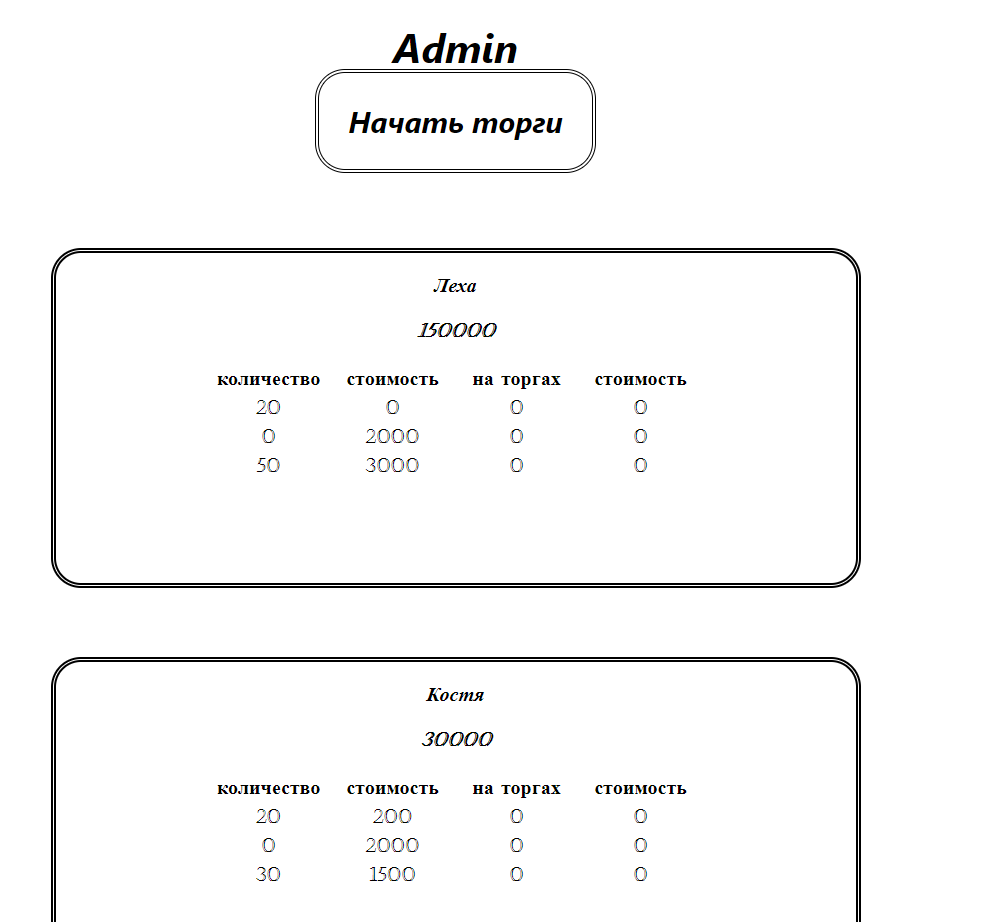 Admin
Начать торги
Леха
150000
количество стоимость на торгах стоимость
20 0 0 0
0 2000 0 0
50 3000 0 0
Костя
30000
количество стоимость на торгах стоимость
20 200 0 0
0 2000 0 0
30 1500 0 0